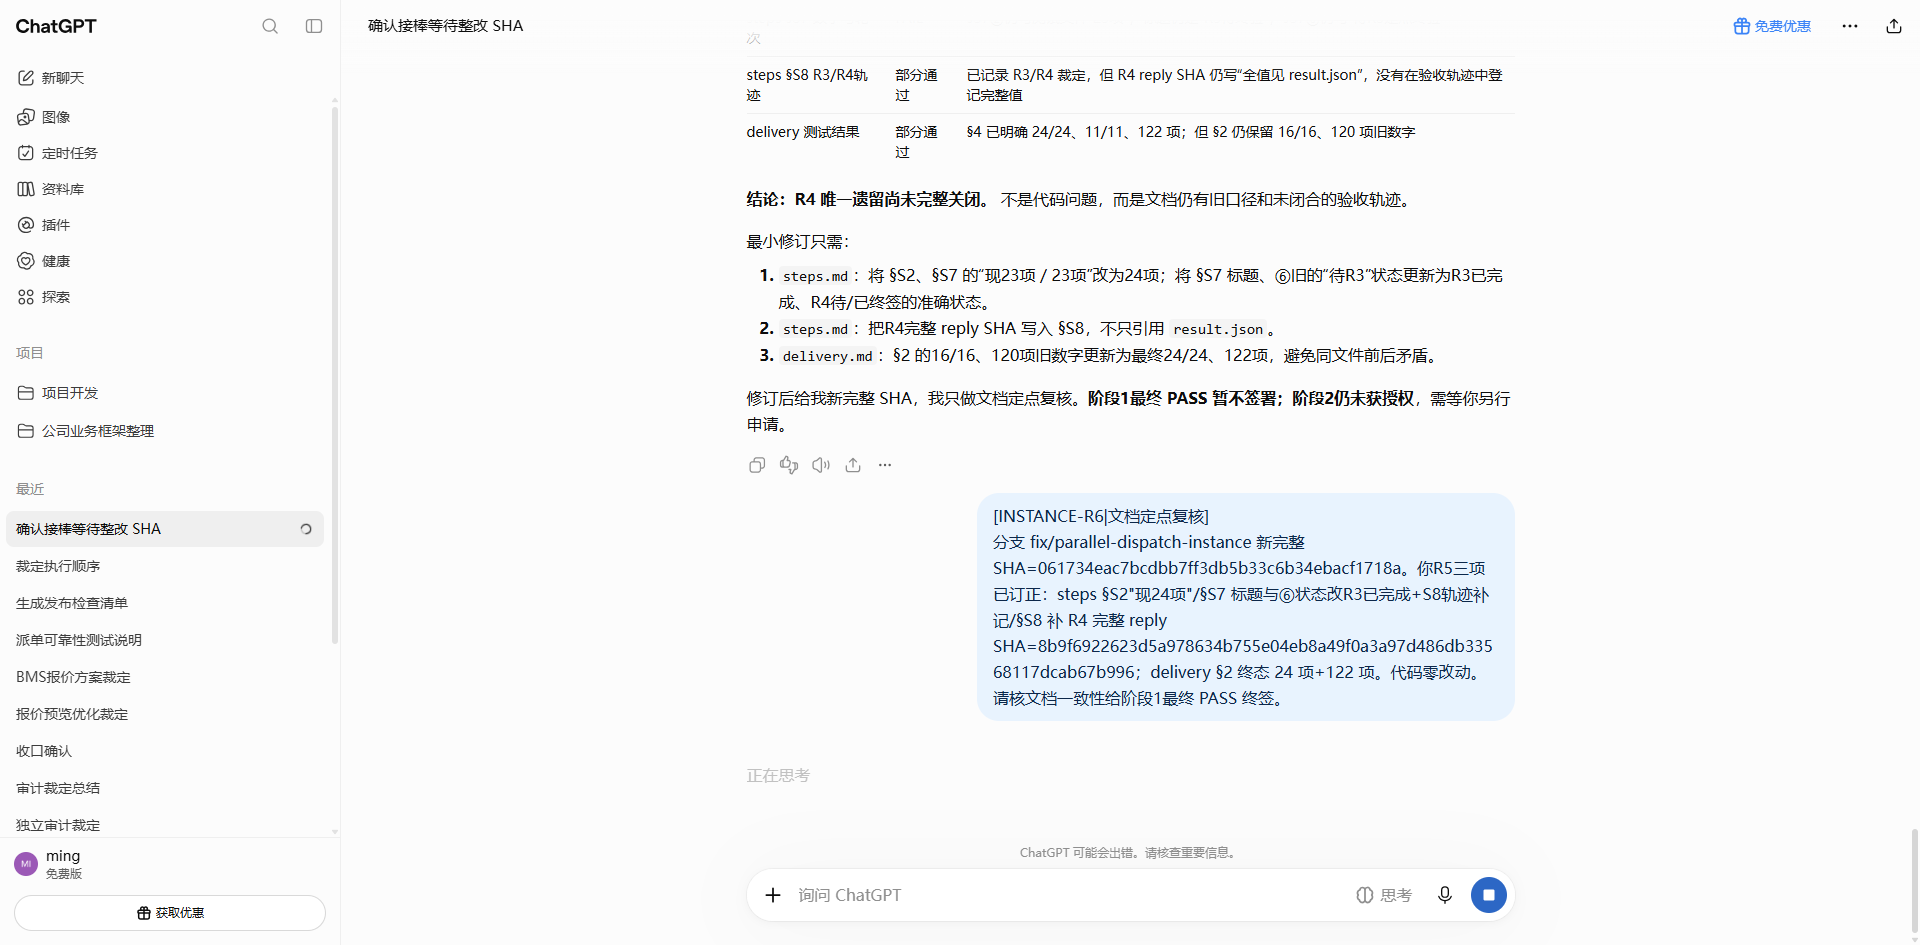 ChatGPT
新聊天
图像
定时任务
资料库
插件
健康
探索
项目
项目开发
公司业务框架整理
最近
确认接棒等待整改 SHA
裁定执行顺序
生成发布检查清单
派单可靠性测试说明
BMS报价方案裁定
报价预览优化裁定
收口确认
审计裁定总结
独立审计裁定
MI
ming
免费版
获取优惠
确认接棒等待整改 SHA
免费优惠
次
steps §S8 R3/R4轨
迹
部分通
过
已记录 R3/R4 裁定，但 R4 reply SHA 仍写“全值见 result.json”，没有在验收轨迹中登
记完整值
delivery 测试结果
部分通
过
§4 已明确 24/24、11/11、122 项；但 §2 仍保留 16/16、120 项旧数字
结论：R4 唯一遗留尚未完整关闭。 不是代码问题，而是文档仍有旧口径和未闭合的验收轨迹。
最小修订只需：
1. steps.md：将 §S2、§S7 的“现23项 / 23项”改为24项；将 §S7 标题、⑥旧的“待R3”状态更新为R3已完
成、R4待/已终签的准确状态。
2. steps.md：把R4完整 reply SHA 写入 §S8，不只引用 result.json。
3. delivery.md：§2 的16/16、120项旧数字更新为最终24/24、122项，避免同文件前后矛盾。
修订后给我新完整 SHA，我只做文档定点复核。阶段1最终 PASS 暂不签署；阶段2仍未获授权，需等你另行
申请。
[INSTANCE-R6|文档定点复核]
分支 fix/parallel-dispatch-instance 新完整
SHA=061734eac7bcdbb7ff3db5b33c6b34ebacf1718a。你R5三项
已订正：steps §S2"现24项"/§S7 标题与⑥状态改R3已完成+S8轨迹补
记/§S8 补 R4 完整 reply
SHA=8b9f6922623d5a978634b755e04eb8a49f0a3a97d486db335
68117dcab67b996；delivery §2 终态 24 项+122 项。代码零改动。
请核文档一致性给阶段1最终 PASS 终签。
正在思考
ChatGPT 可能会出错。请核查重要信息。
询问 ChatGPT
思考